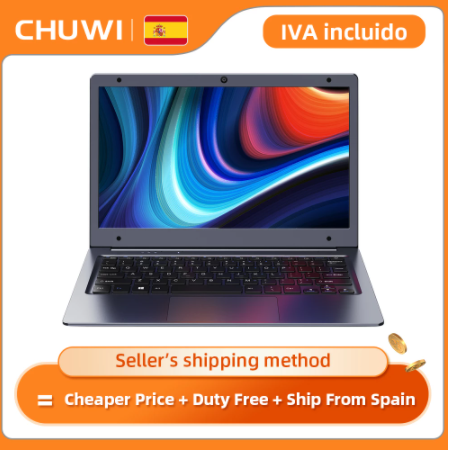 CHUWI
IVA incluido
Seller's shipping method
= Cheaper Price + Duty Free + Ship From Spain